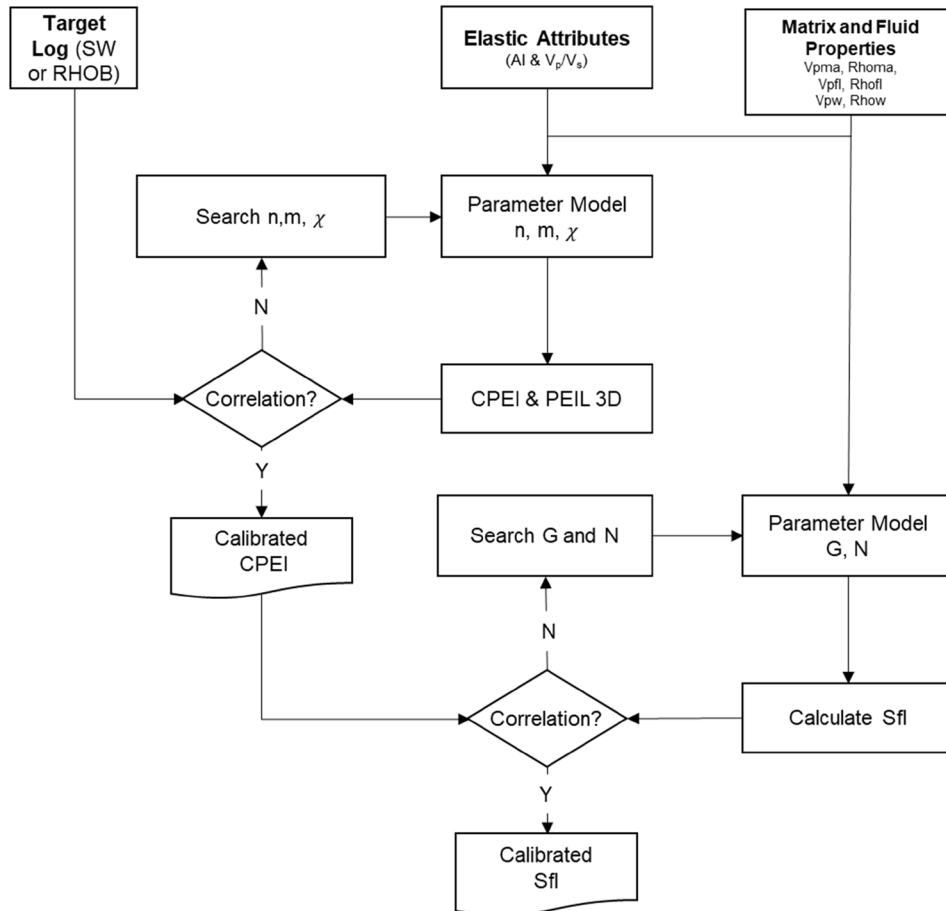 Target
Log (SW
or RHOB)
Elastic Attributes
(AI & Vp/Vs)
Matrix and Fluid
Properties
Vpma, Rhoma,
Vpfl, Rhofl
Vpw, Rhow
Search n,m, χ
Parameter Model
n, m, χ
N
Correlation?
CPEI & PEIL 3D
Y
Calibrated
CPEI
Search G and N
Parameter Model
G, N
N
Correlation?
Calculate Sfl
Y
Calibrated
Sfl